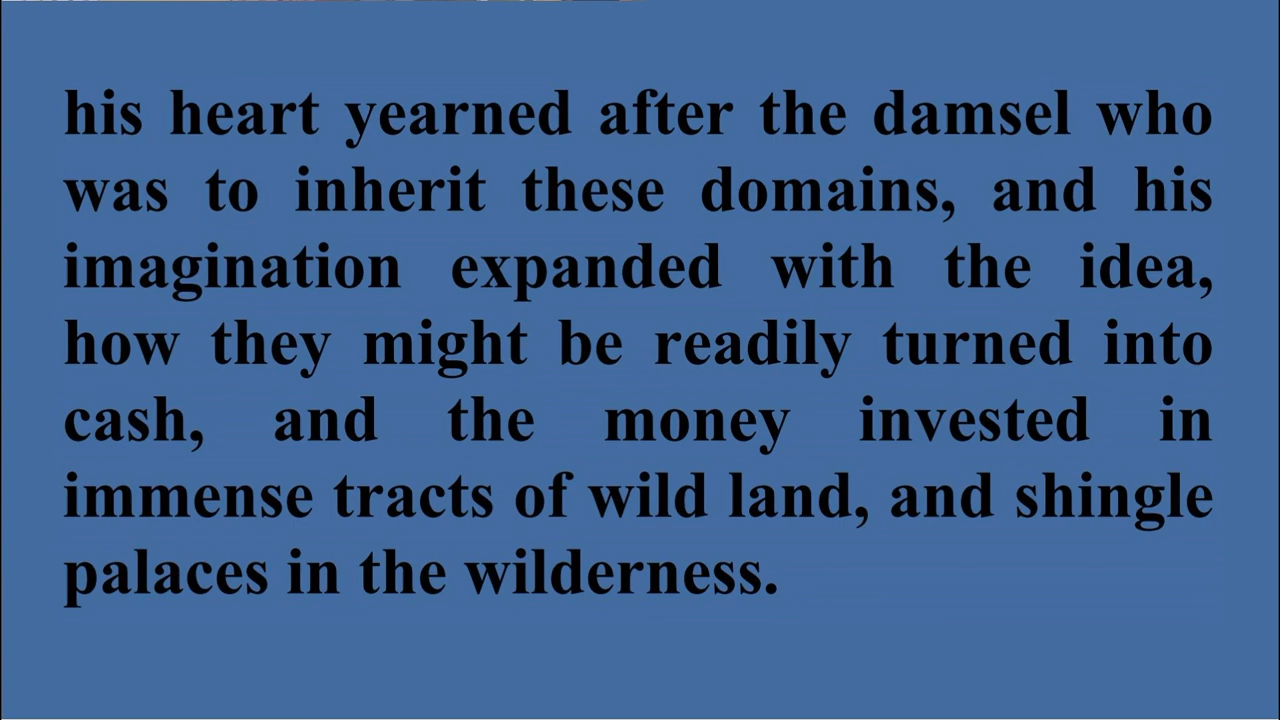 his heart yearned after the damsel who
was to inherit these domains, and his
imagination expanded with the idea,
how they might be readily turned into
cash, and the money invested in
immense tracts of wild land, and shingle
palaces in the wilderness.